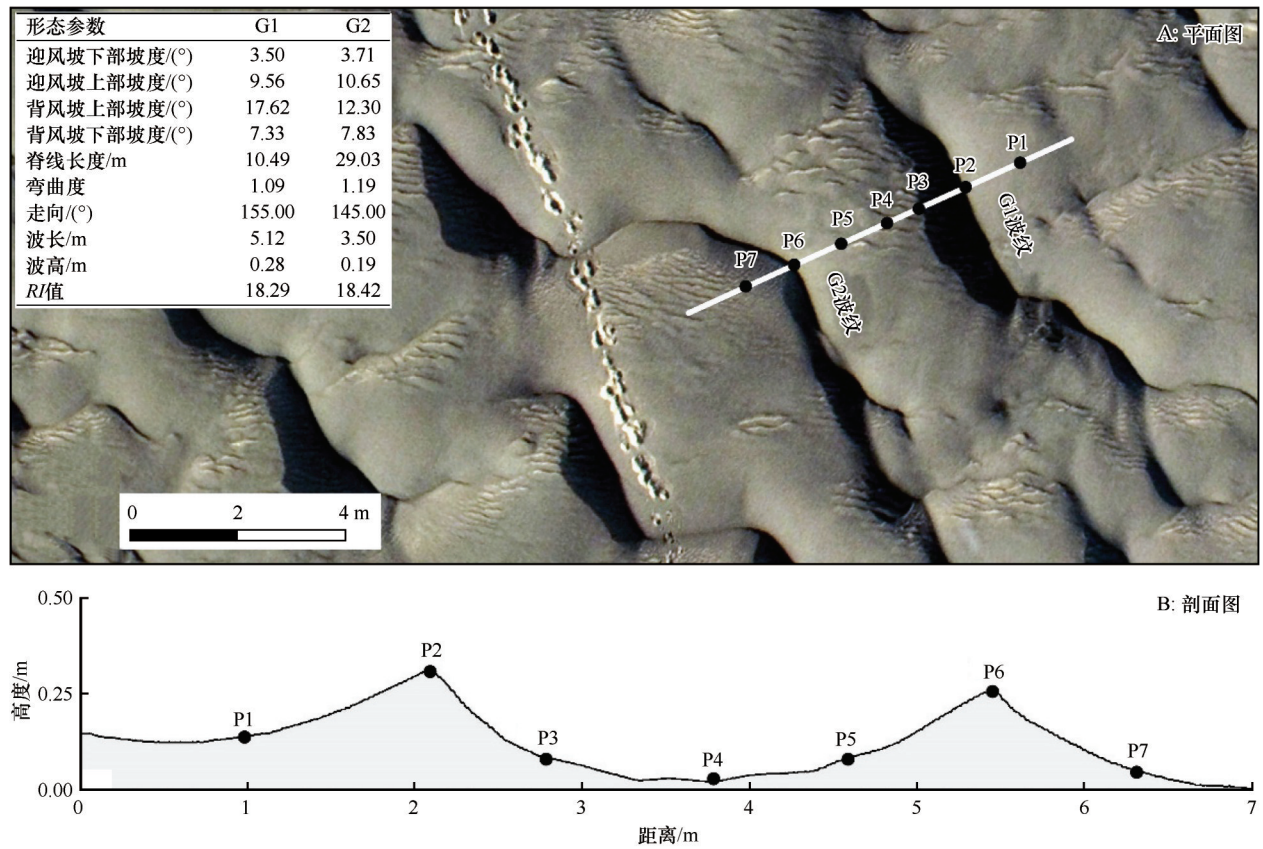 形态参数 G1 G2
迎风坡下部坡度/(°) 3.50 3.71
迎风坡上部坡度/(°) 9.56 10.65
背风坡上部坡度/(°) 17.62 12.30
背风坡下部坡度/(°) 7.33 7.83
脊线长度/m 10.49 29.03
弯曲度 1.09 1.19
走向/(°) 155.00 145.00
波长/m 5.12 3.50
波高/m 0.28 0.19
RI值 18.29 18.42
A: 平面图
P1
P2
P3
P4
P5
P6
P7
G1波纹
G2波纹
0 2 4 m
B: 剖面图
0.50
0.25
0.00
高度/m
P1
P2
P3
P4
P5
P6
P7
0 1 2 3 4 5 6 7
距离/m